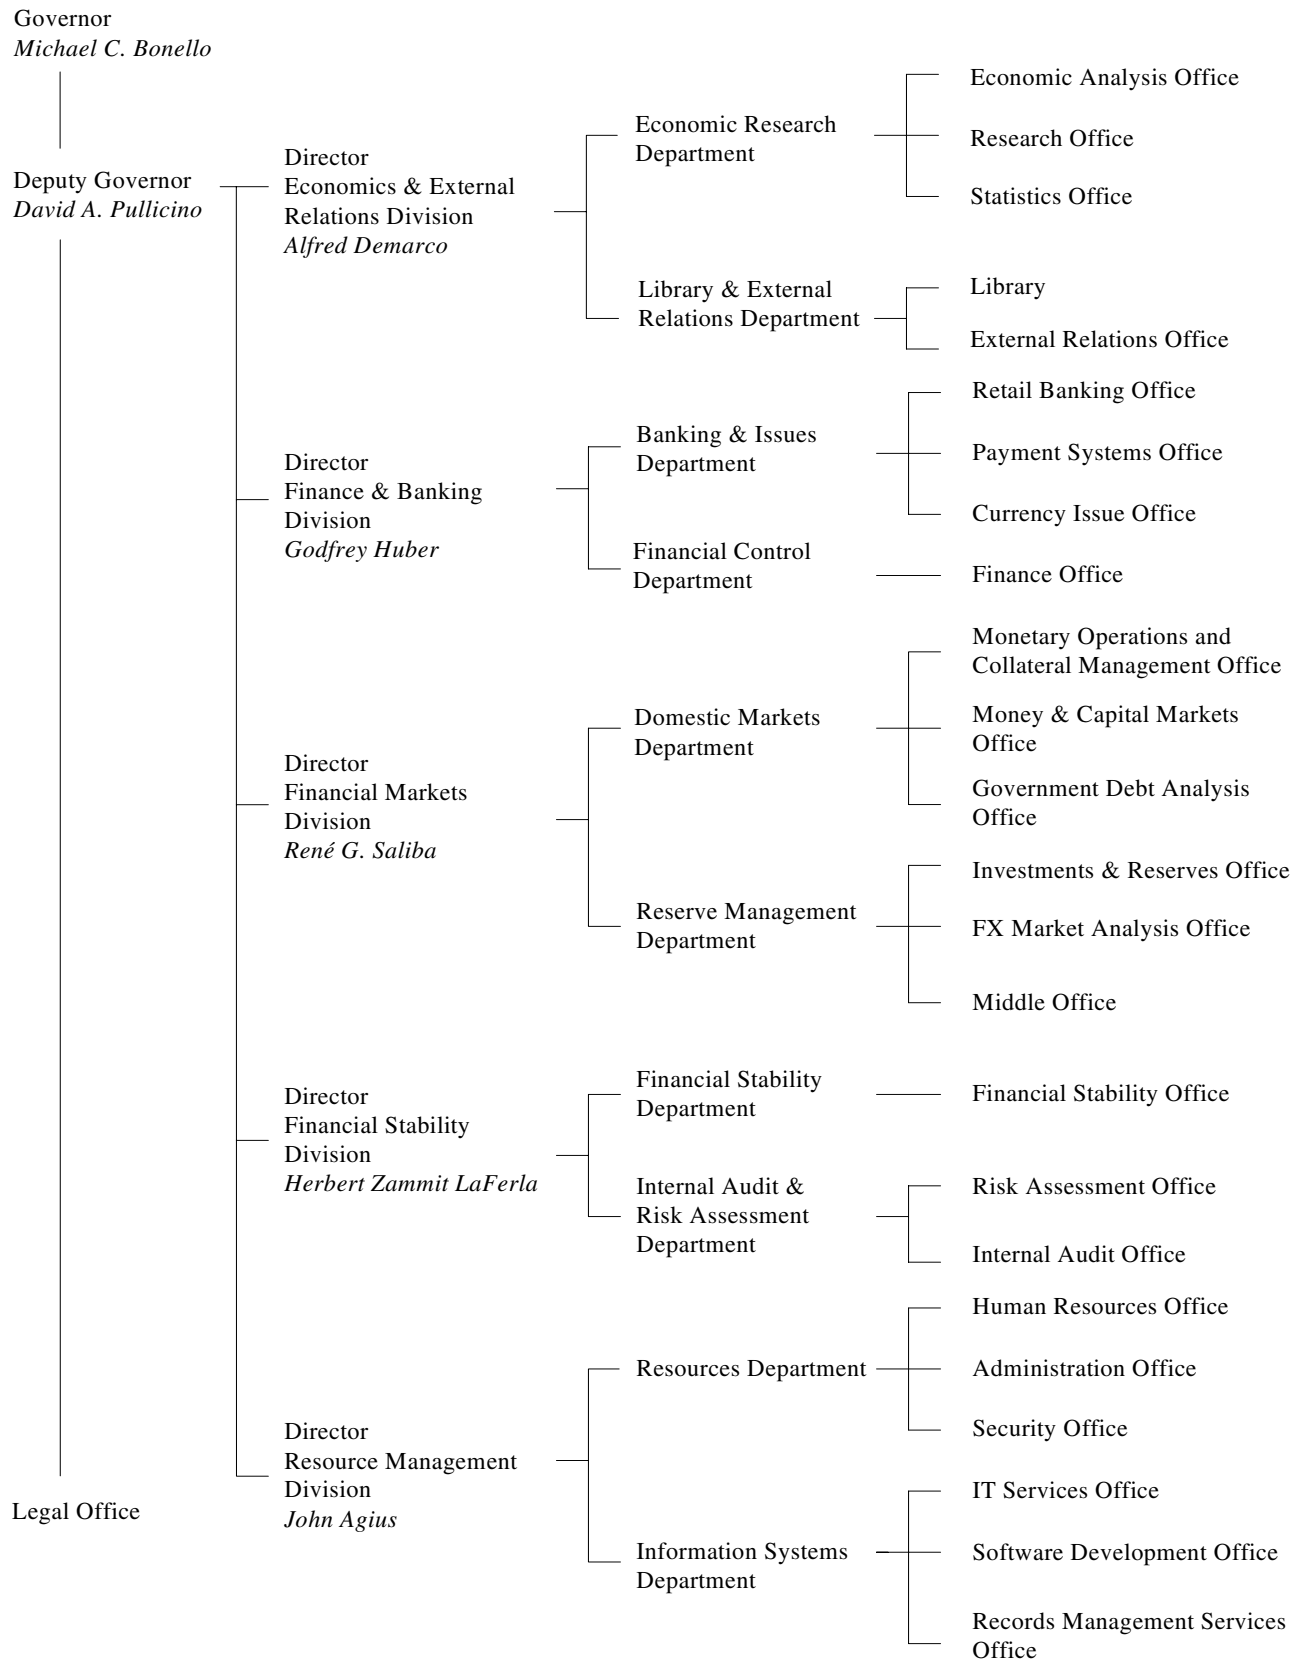 Governor
Michael C. Bonello
Deputy Governor
David A. Pullicino
Legal Office
Director
Economics & External
Relations Division
Alfred Demarco
Economic Research
Department
Economic Analysis Office
Research Office
Statistics Office
Library & External
Relations Department
Library
External Relations Office
Director
Finance & Banking
Division
Godfrey Huber
Banking & Issues
Department
Retail Banking Office
Payment Systems Office
Currency Issue Office
Financial Control
Department
Finance Office
Director
Financial Markets
Division
René G. Saliba
Domestic Markets
Department
Monetary Operations and
Collateral Management Office
Money & Capital Markets
Office
Government Debt Analysis
Office
Reserve Management
Department
Investments & Reserves Office
FX Market Analysis Office
Middle Office
Director
Financial Stability
Division
Herbert Zammit LaFerla
Financial Stability
Department
Financial Stability Office
Internal Audit &
Risk Assessment
Department
Risk Assessment Office
Internal Audit Office
Director
Resource Management
Division
John Agius
Resources Department
Human Resources Office
Administration Office
Security Office
Information Systems
Department
IT Services Office
Software Development Office
Records Management Services
Office